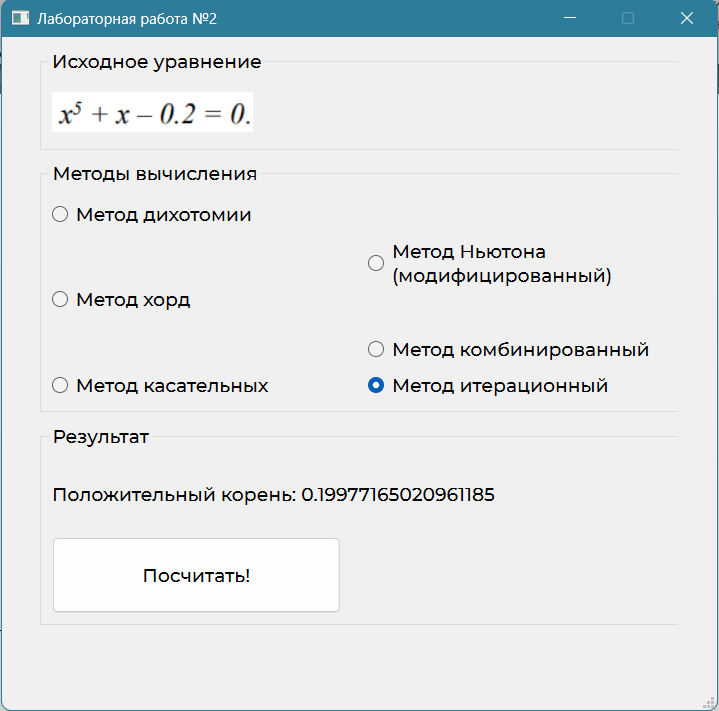 Лабораторная работа №2
Исходное уравнение
x⁵ + x – 0.2 = 0.
Методы вычисления
Метод дихотомии
Метод Ньютона
(модифицированный)
Метод хорд
Метод комбинированный
Метод касательных
Метод итерационный
Результат
Положительный корень: 0.19977165020961185
Посчитать!